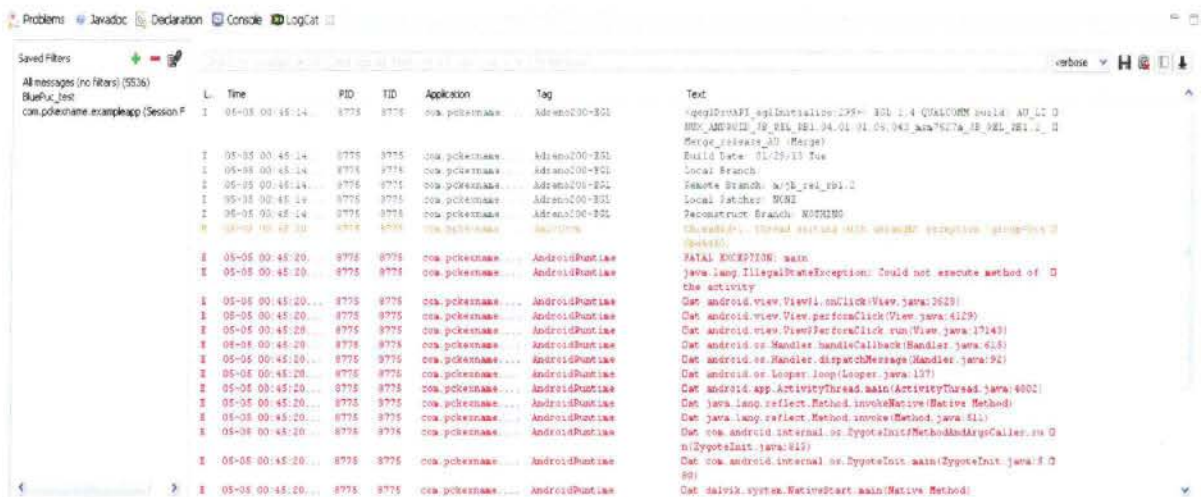 Problems Javadoc Declaration Console LogCat
Saved Filters
verbose
All messages (no filters) (5536)
BluePuc_test
com.pckexname.exampleapp (Session F
L... Time PID TID Application Tag Text
I 05-05 00:45:14... 8775 8775 com.pckexname.... Adreno200-EGL EGL 1.4 QUALCOMM build:
Merge_release_AU (Merge)
I 05-05 00:45:14... 8775 8775 com.pckexname.... Adreno200-EGL Build Date: 01/29/13 Tue
I 05-05 00:45:14... 8775 8775 com.pckexname.... Adreno200-EGL Local Branch:
I 05-05 00:45:14... 8775 8775 com.pckexname.... Adreno200-EGL Remote Branch:
I 05-05 00:45:14... 8775 8775 com.pckexname.... Adreno200-EGL Local Patches: NONE
I 05-05 00:45:14... 8775 8775 com.pckexname.... Adreno200-EGL Reconstruct Branch: NOTHING
thread exiting with uncaught exception
E 05-05 00:45:20... 8775 8775 com.pckexname.... AndroidRuntime FATAL EXCEPTION: main
E 05-05 00:45:20... 8775 8775 com.pckexname.... AndroidRuntime java.lang.IllegalStateException: Could not execute method of
the activity
E 05-05 00:45:20... 8775 8775 com.pckexname.... AndroidRuntime at android.view.View$1.onClick(View.java:3628)
E 05-05 00:45:20... 8775 8775 com.pckexname.... AndroidRuntime at android.view.View.performClick(View.java:4129)
E 05-05 00:45:20... 8775 8775 com.pckexname.... AndroidRuntime at android.view.View$PerformClick.run(View.java:17143)
E 05-05 00:45:20... 8775 8775 com.pckexname.... AndroidRuntime at android.os.Handler.handleCallback(Handler.java:615)
E 05-05 00:45:20... 8775 8775 com.pckexname.... AndroidRuntime at android.os.Handler.dispatchMessage(Handler.java:92)
E 05-05 00:45:20... 8775 8775 com.pckexname.... AndroidRuntime at android.os.Looper.loop(Looper.java:137)
E 05-05 00:45:20... 8775 8775 com.pckexname.... AndroidRuntime at android.app.ActivityThread.main(ActivityThread.java:4802)
E 05-05 00:45:20... 8775 8775 com.pckexname.... AndroidRuntime at java.lang.reflect.Method.invokeNative(Native Method)
E 05-05 00:45:20... 8775 8775 com.pckexname.... AndroidRuntime at java.lang.reflect.Method.invoke(Method.java:511)
E 05-05 00:45:20... 8775 8775 com.pckexname.... AndroidRuntime at com.android.internal.os.ZygoteInit$MethodAndArgsCaller.ru
n(ZygoteInit.java:815)
E 05-05 00:45:20... 8775 8775 com.pckexname.... AndroidRuntime at com.android.internal.os.ZygoteInit.main(ZygoteInit.java:5
E 05-05 00:45:20... 8775 8775 com.pckexname.... AndroidRuntime at dalvik.system.NativeStart.main(Native Method)